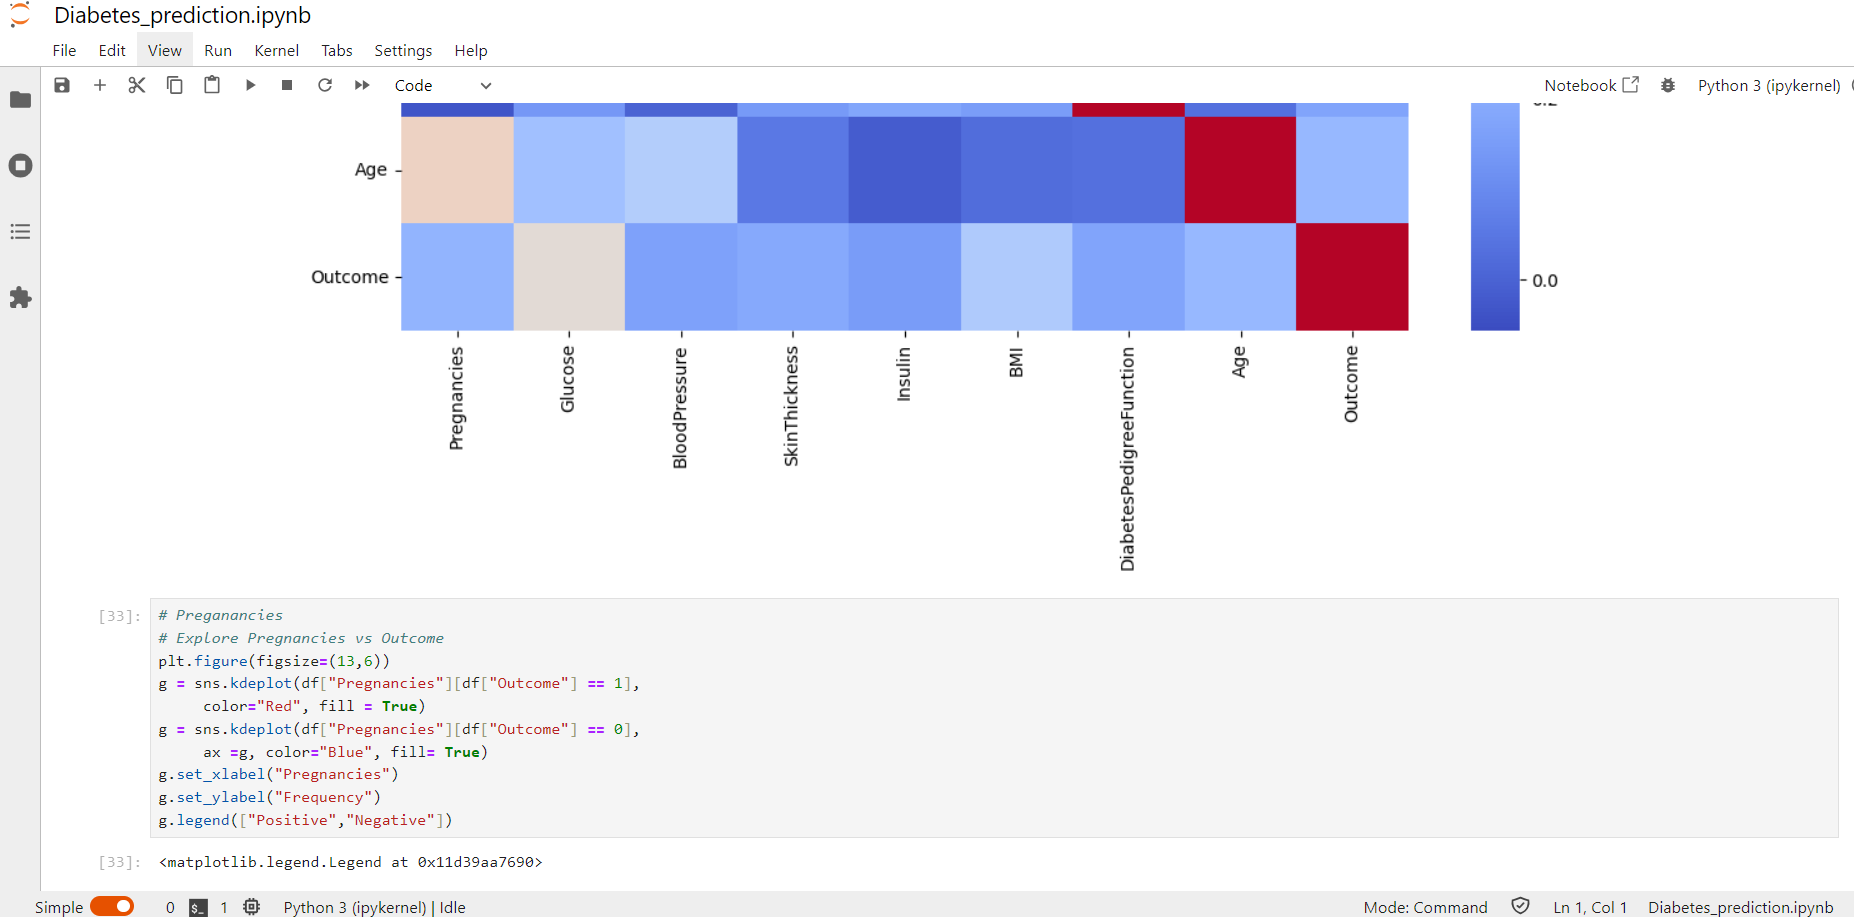 Diabetes_prediction.ipynb
File Edit View Run Kernel Tabs Settings Help
Code Notebook Python 3 (ipykernel)
Age
Outcome
0.0
Pregnancies
Glucose
BloodPressure
SkinThickness
Insulin
BMI
DiabetesPedigreeFunction
Age
Outcome
[33]: # Preganancies
# Explore Pregnancies vs Outcome
plt.figure(figsize=(13,6))
g = sns.kdeplot(df["Pregnancies"][df["Outcome"] == 1],
color="Red", fill = True)
g = sns.kdeplot(df["Pregnancies"][df["Outcome"] == 0],
ax =g, color="Blue", fill= True)
g.set_xlabel("Pregnancies")
g.set_ylabel("Frequency")
g.legend(["Positive","Negative"])
[33]: <matplotlib.legend.Legend at 0x11d39aa7690>
Simple 0 $_ 1 Python 3 (ipykernel) | Idle Mode: Command Ln 1, Col 1 Diabetes_prediction.ipynb